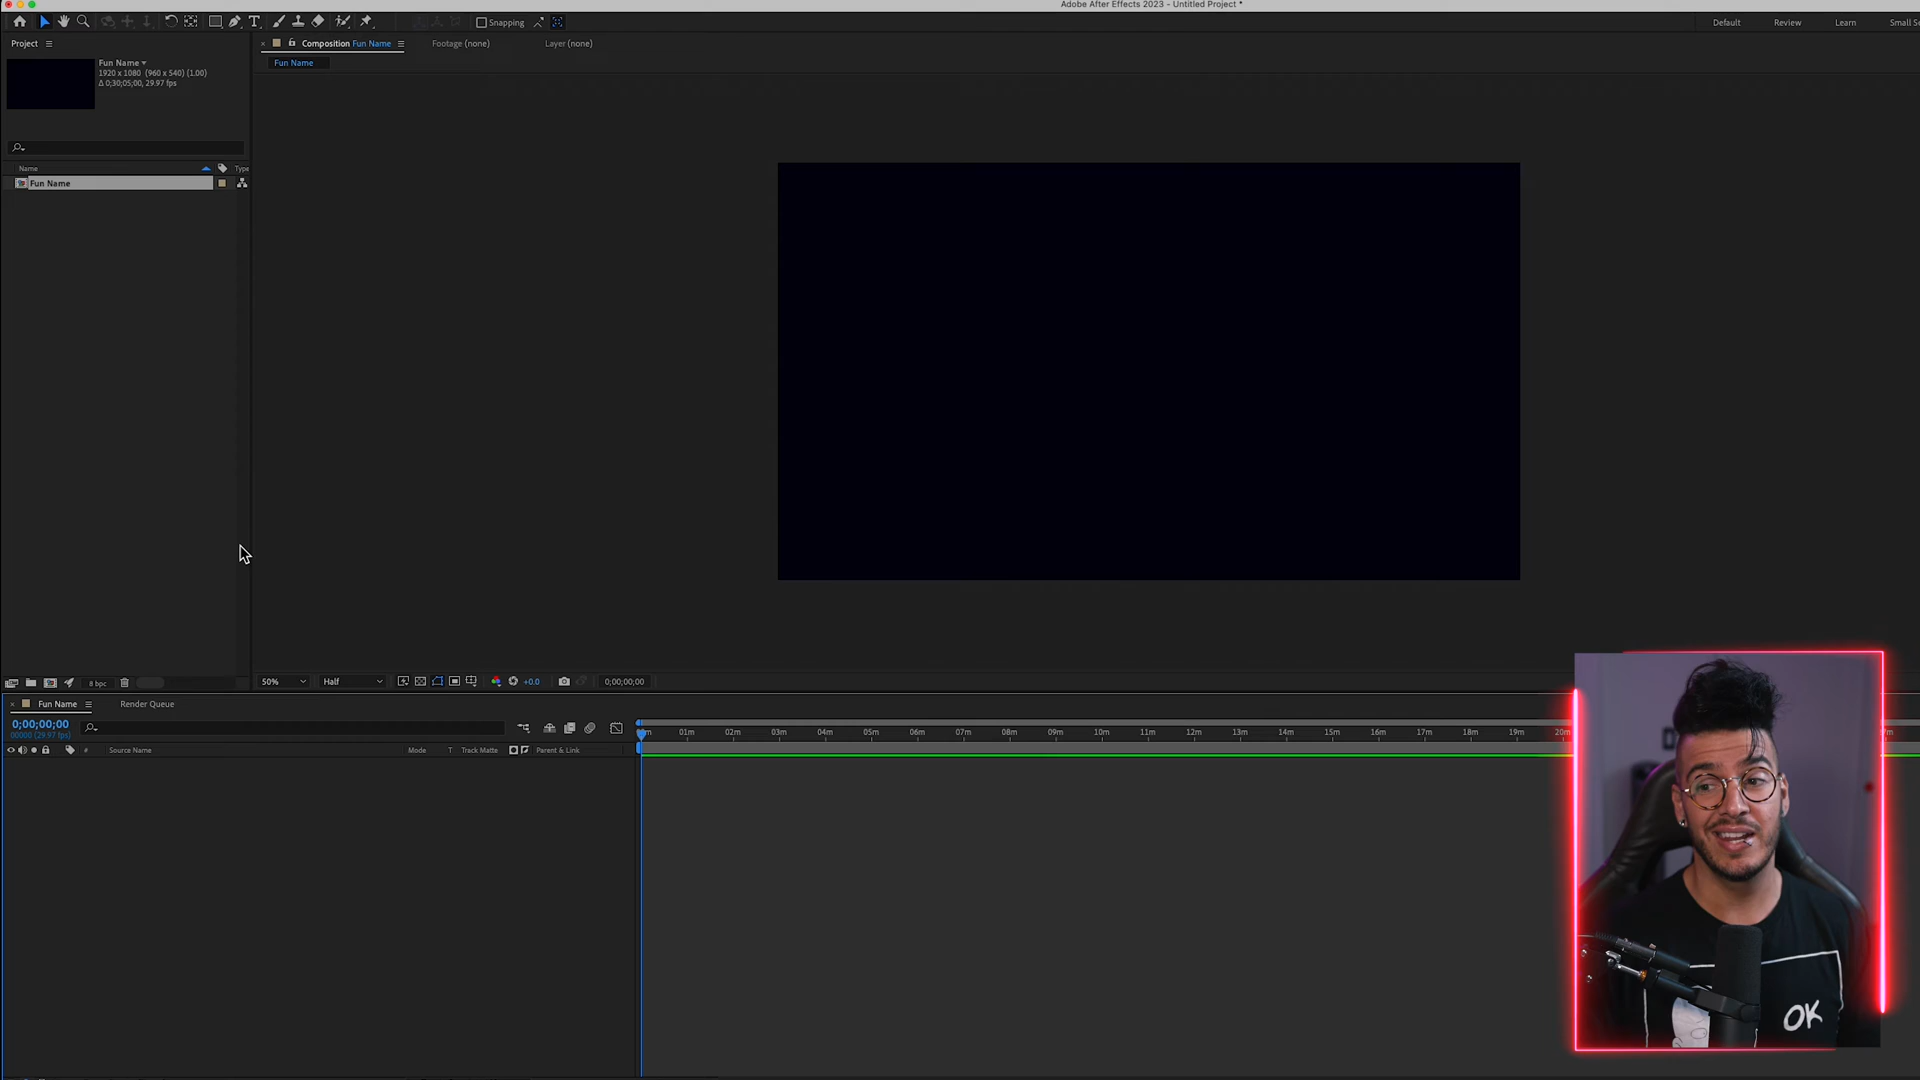 Adobe After Effects 2023 - Untitled Project *
Snapping
Default
Review
Learn
Project
Composition Fun Name
Footage (none)
Layer (none)
Fun Name
Fun Name
1920 x 1080 (960 x 540) (1.00)
Δ 0;30;05;00, 29.97 fps
Name
Type
Fun Name
8 bpc
50%
Half
+0.0
0;00;00;00
Fun Name
Render Queue
0;00;00;00
00000 (29.97 fps)
01m
02m
03m
04m
05m
06m
07m
08m
09m
10m
11m
12m
13m
14m
15m
16m
17m
18m
19m
#
Source Name
Mode
T
Track Matte
Parent & Link
OK